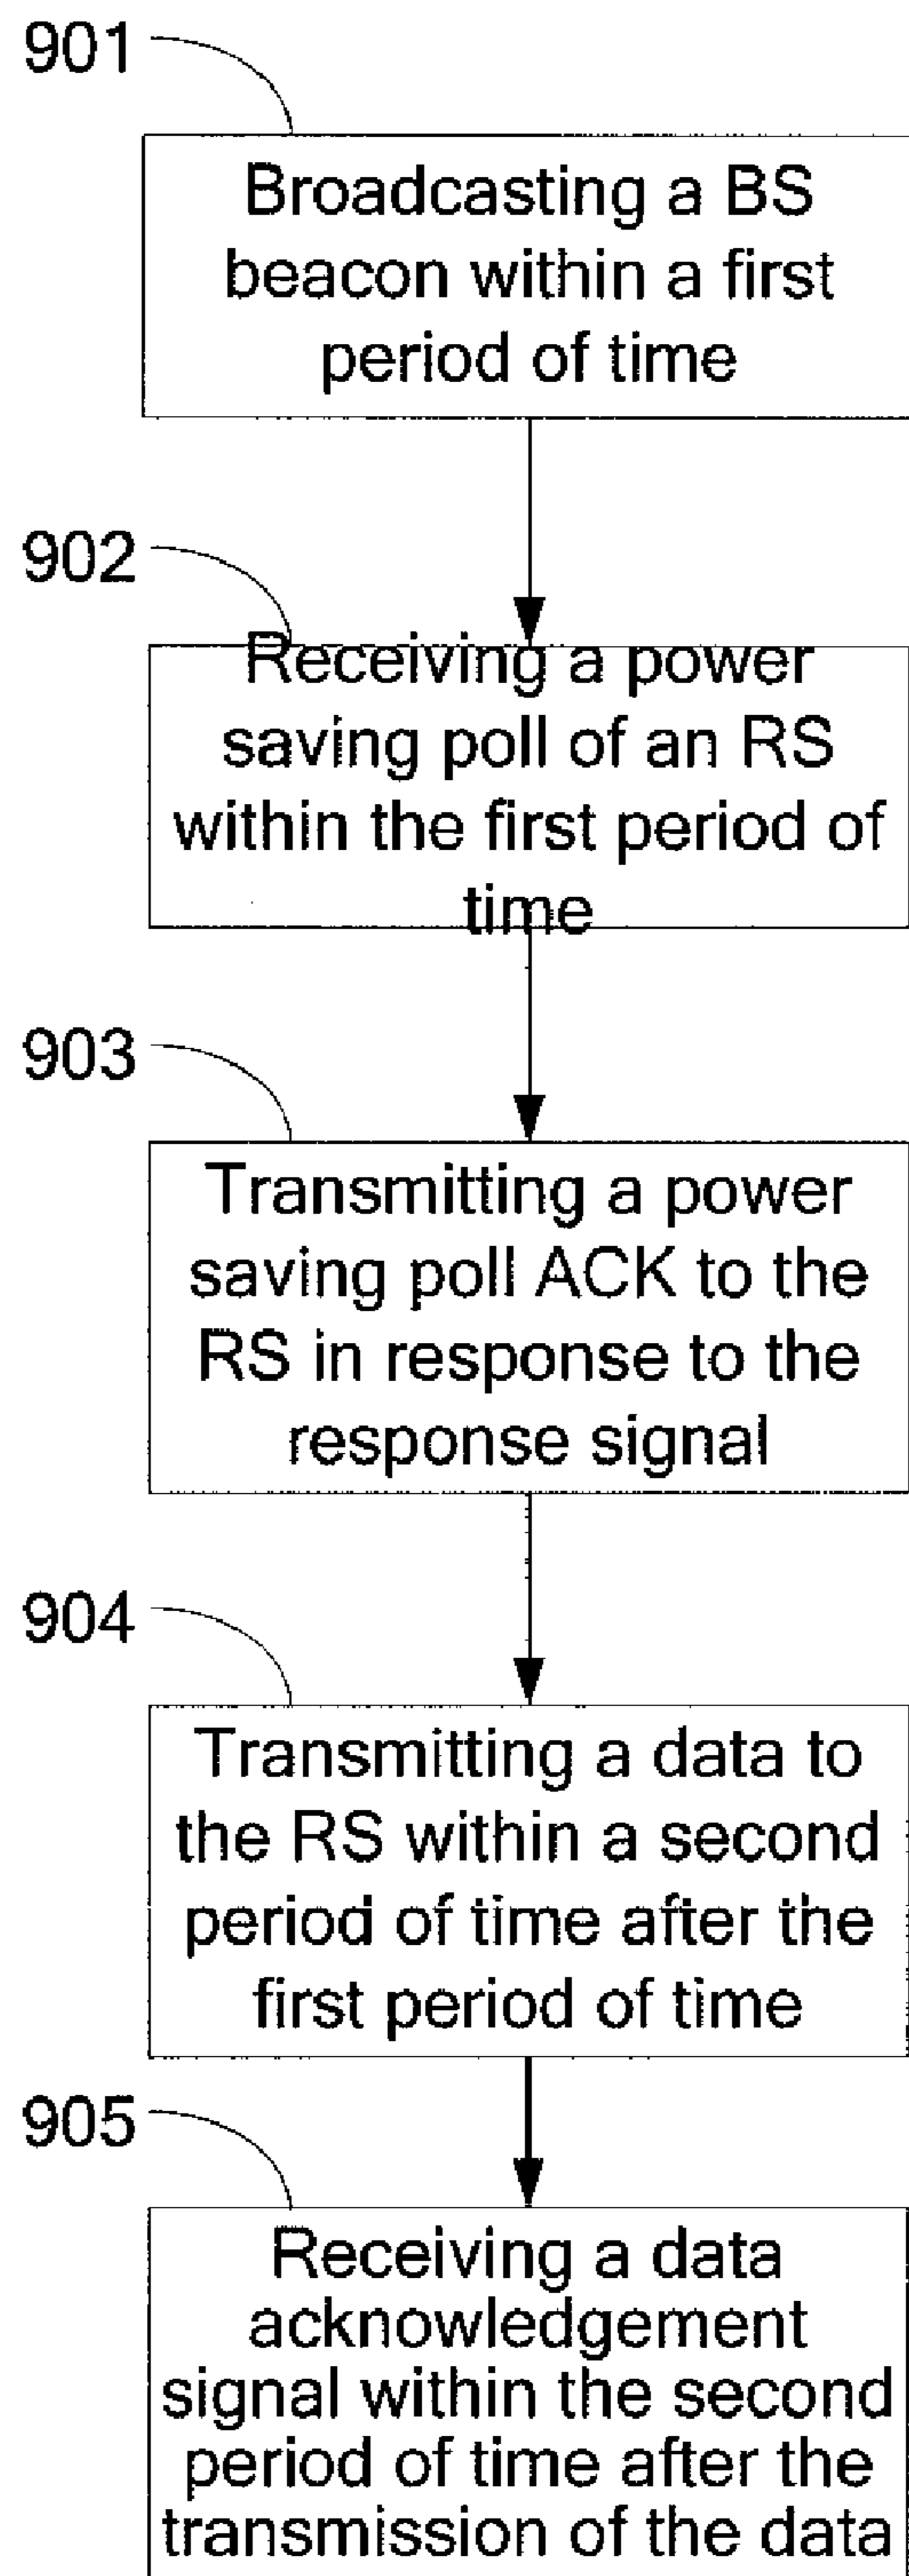 901
Broadcasting a BS
beacon within a first
period of time
902
Receiving a power
saving poll of an RS
within the first period of
time
903
Transmitting a power
saving poll ACK to the
RS in response to the
response signal
904
Transmitting a data to
the RS within a second
period of time after the
first period of time
905
Receiving a data
acknowledgement
signal within the second
period of time after the
transmission of the data